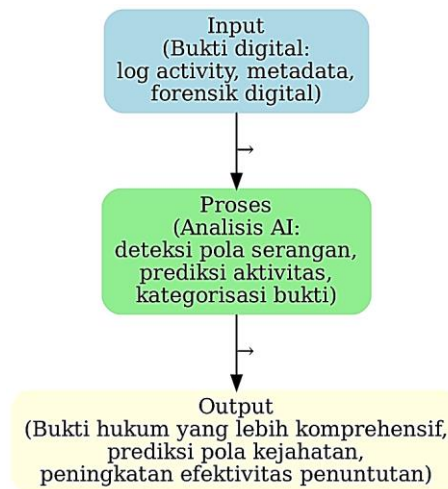 Input
(Bukti digital:
log activity, metadata,
forensik digital)
→
Proses
(Analisis AI:
deteksi pola serangan,
prediksi aktivitas,
kategorisasi bukti)
→
Output
(Bukti hukum yang lebih komprehensif,
prediksi pola kejahatan,
peningkatan efektivitas penuntutan)